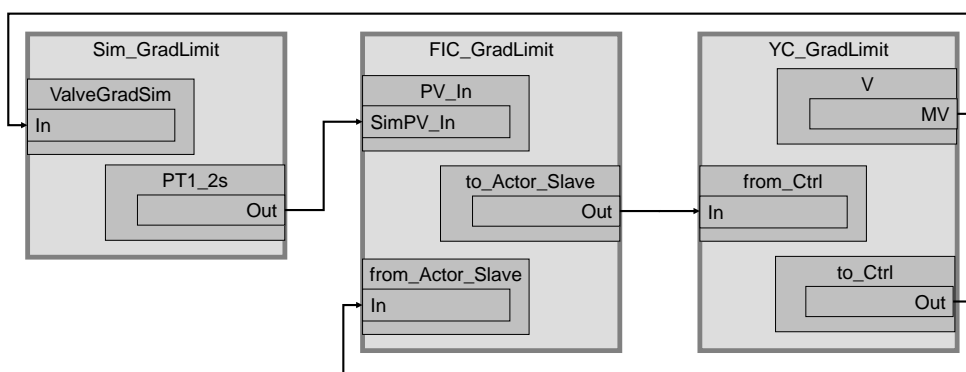 Sim_GradLimit
ValveGradSim
In
PT1_2s
Out
FIC_GradLimit
PV_In
SimPV_In
to_Actor_Slave
Out
from_Actor_Slave
In
YC_GradLimit
V
MV
from_Ctrl
In
to_Ctrl
Out